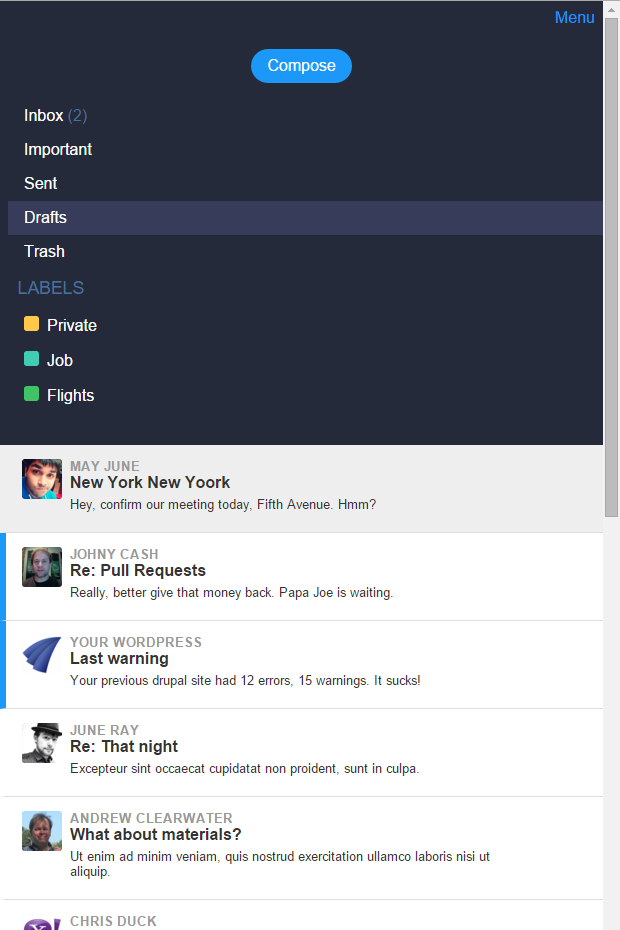 Menu
Compose
Inbox (2)
Important
Sent
Drafts
Trash
LABELS
Private
Job
Flights
MAY JUNE
New York New Yoork
Hey, confirm our meeting today, Fifth Avenue. Hmm?
JOHNY CASH
Re: Pull Requests
Really, better give that money back. Papa Joe is waiting.
YOUR WORDPRESS
Last warning
Your previous drupal site had 12 errors, 15 warnings. It sucks!
JUNE RAY
Re: That night
Excepteur sint occaecat cupidatat non proident, sunt in culpa.
ANDREW CLEARWATER
What about materials?
Ut enim ad minim veniam, quis nostrud exercitation ullamco laboris nisi ut
aliquip.
Y!
CHRIS DUCK